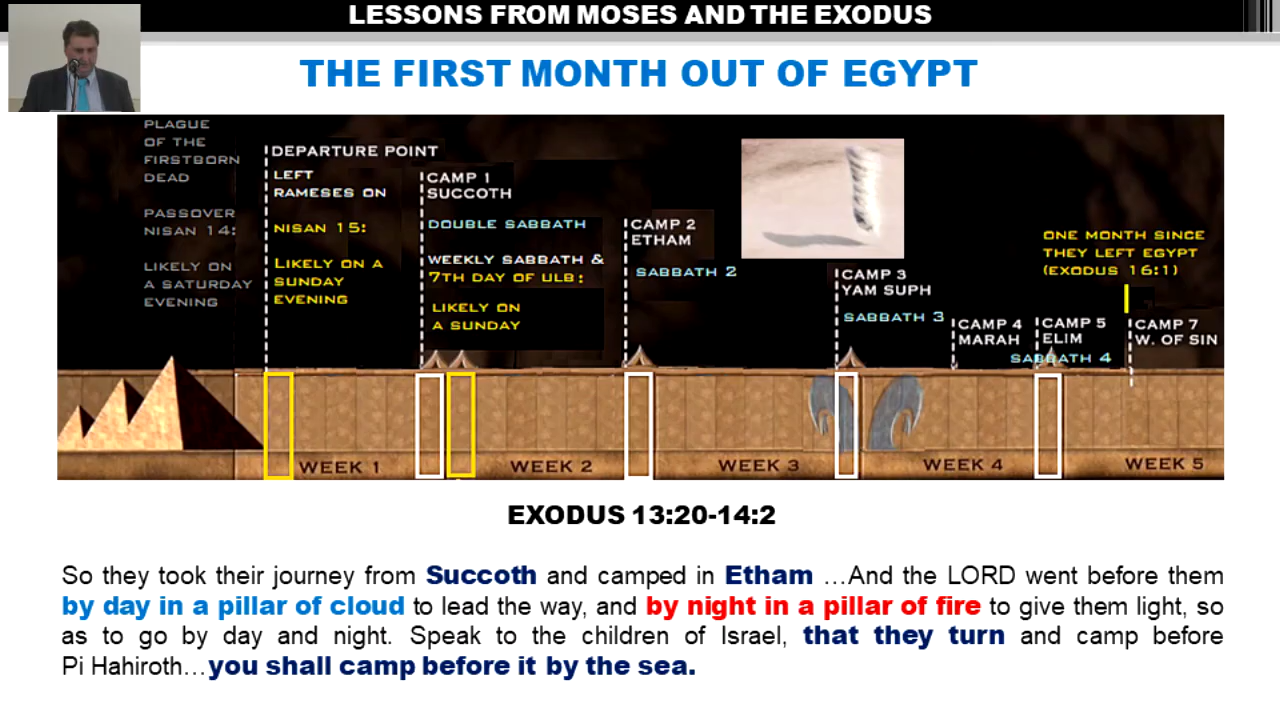 LESSONS FROM MOSES AND THE EXODUS
THE FIRST MONTH OUT OF EGYPT
PLAGUE
OF THE
FIRSTBORN
DEAD
PASSOVER
NISAN 14:
LIKELY ON
A SATURDAY
EVENING
DEPARTURE POINT
LEFT
RAMESES ON
NISAN 15:
LIKELY ON A
SUNDAY
EVENING
CAMP 1
SUCCOTH
DOUBLE SABBATH
WEEKLY SABBATH &
7TH DAY OF ULB:
LIKELY ON
A SUNDAY
CAMP 2
ETHAM
SABBATH 2
CAMP 3
YAM SUPH
SABBATH 3
CAMP 4
MARAH
CAMP 5
ELIM
SABBATH 4
ONE MONTH SINCE
THEY LEFT EGYPT
(EXODUS 16:1)
CAMP 7
W. OF SIN
WEEK 1
WEEK 2
WEEK 3
WEEK 4
WEEK 5
EXODUS 13:20-14:2
So they took their journey from Succoth and camped in Etham …And the LORD went before them
by day in a pillar of cloud to lead the way, and by night in a pillar of fire to give them light, so
as to go by day and night. Speak to the children of Israel, that they turn and camp before
Pi Hahiroth…you shall camp before it by the sea.